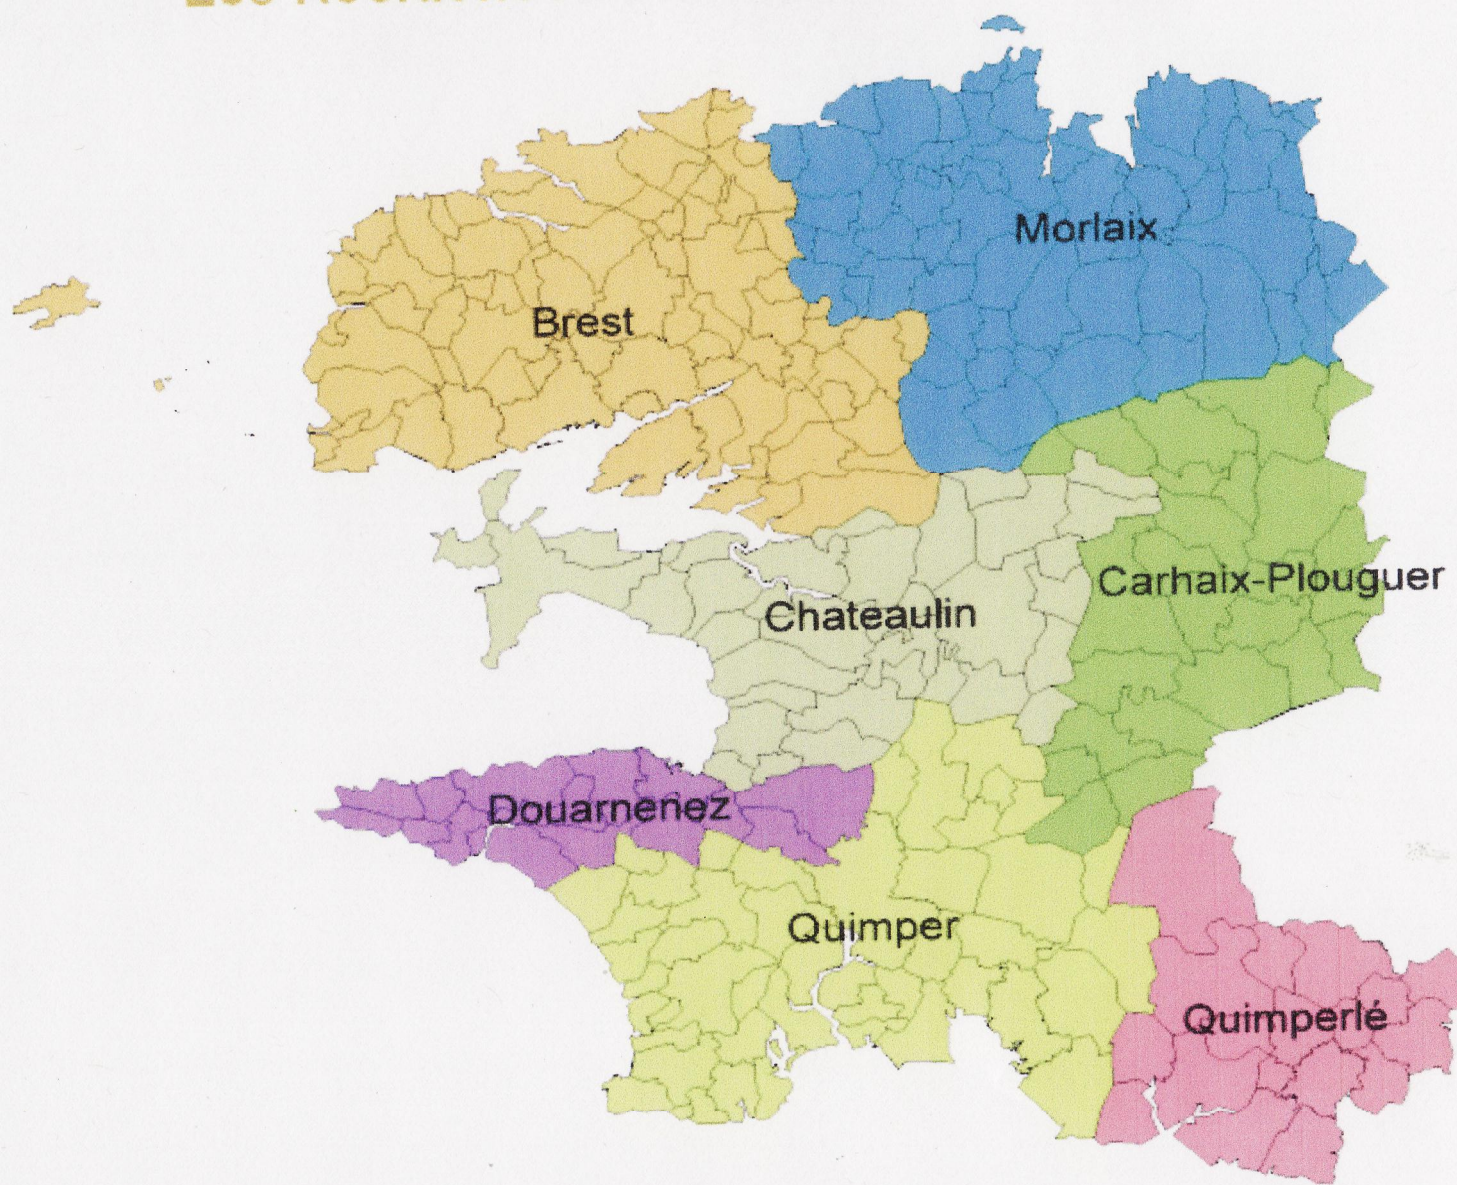 Morlaix
Brest
Carhaix-Plouguer
Chateaulin
Douarnenez
Quimper
Quimperlé